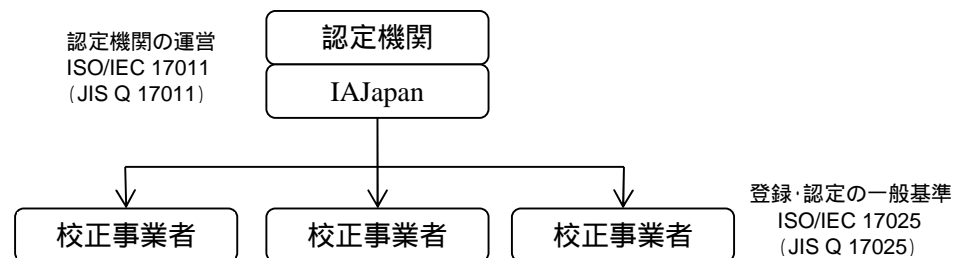 認定機関の運営
ISO/IEC 17011
(JIS Q 17011)
認定機関
IAJapan
校正事業者
校正事業者
校正事業者
登録･認定の一般基準
ISO/IEC 17025
(JIS Q 17025)